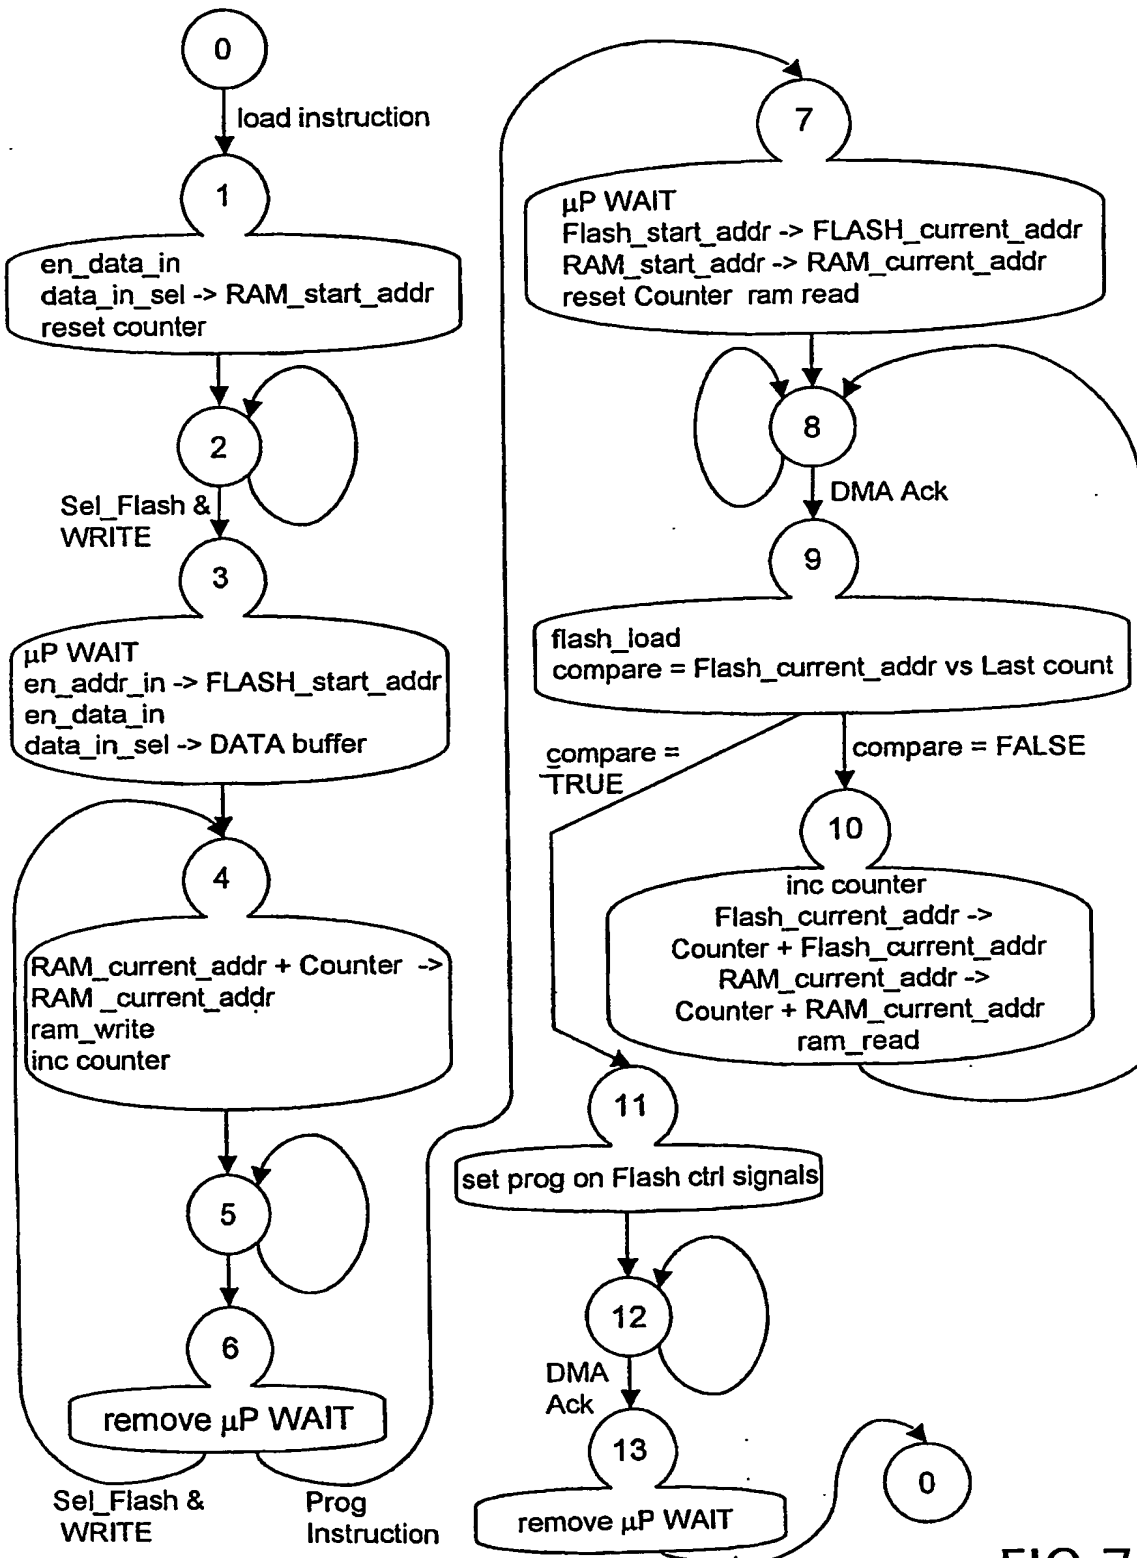 0
load instruction
1
en_data_in
data_in_sel -> RAM_start_addr
reset counter
2
Sel_Flash &
WRITE
3
µP WAIT
en_addr_in -> FLASH_start_addr
en_data_in
data_in_sel -> DATA buffer
4
RAM_current_addr + Counter ->
RAM _current_addr
ram_write
inc counter
5
6
remove µP WAIT
Sel_Flash &
WRITE
Prog
Instruction
7
µP WAIT
Flash_start_addr -> FLASH_current_addr
RAM_start_addr -> RAM_current_addr
reset Counter ram read
8
DMA Ack
9
flash_load
compare = Flash_current_addr vs Last count
compare =
TRUE
compare = FALSE
10
inc counter
Flash_current_addr ->
Counter + Flash_current_addr
RAM_current_addr ->
Counter + RAM_current_addr
ram_read
11
set prog on Flash ctrl signals
12
DMA
Ack
13
remove µP WAIT
0
FIG 7